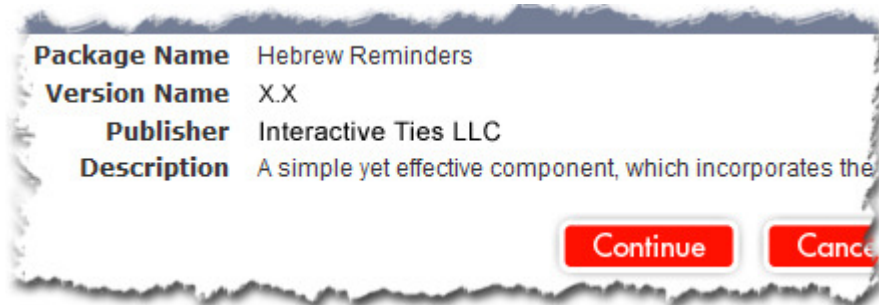 Package Name Hebrew Reminders
Version Name X.X
Publisher Interactive Ties LLC
Description A simple yet effective component, which incorporates the
Continue